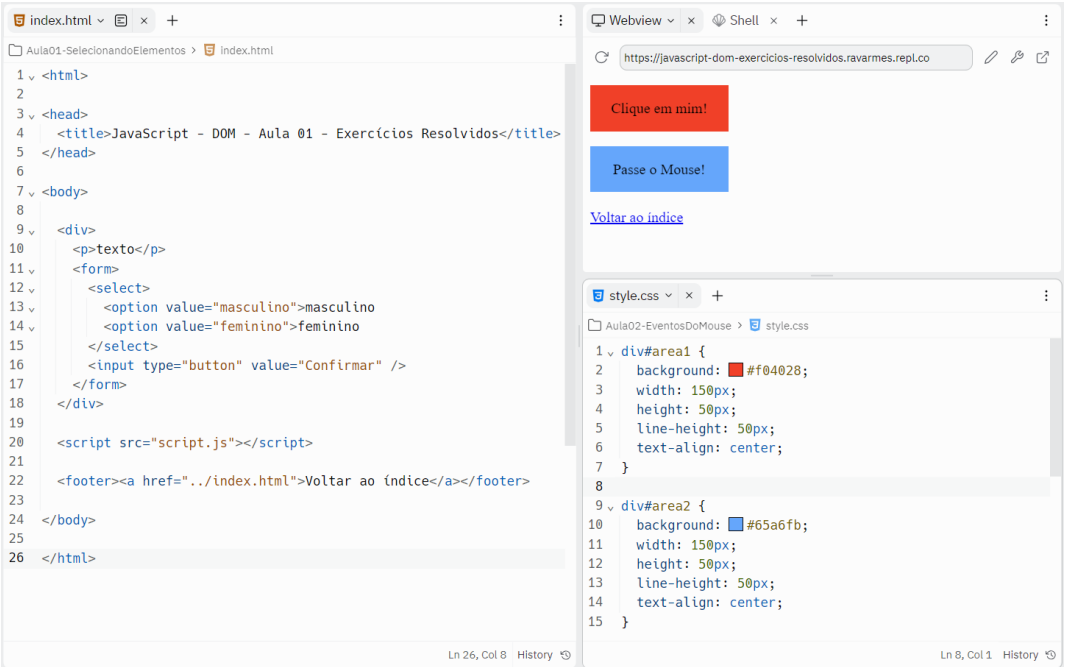 index.html
Aula01-SelecionandoElementos > index.html
1 <html>
2
3 <head>
4 <title>JavaScript - DOM - Aula 01 - Exercícios Resolvidos</title>
5 </head>
6
7 <body>
8
9 <div>
10 <p>texto</p>
11 <form>
12 <select>
13 <option value="masculino">masculino
14 <option value="feminino">feminino
15 </select>
16 <input type="button" value="Confirmar" />
17 </form>
18 </div>
19
20 <script src="script.js"></script>
21
22 <footer><a href="../index.html">Voltar ao índice</a></footer>
23
24 </body>
25
26 </html>
Ln 26, Col 8 History
Webview Shell
https://javascript-dom-exercicios-resolvidos.ravarmes.repl.co
Clique em mim!
Passe o Mouse!
Voltar ao índice
style.css
Aula02-EventosDoMouse > style.css
1 div#area1 {
2 background: #f04028;
3 width: 150px;
4 height: 50px;
5 line-height: 50px;
6 text-align: center;
7 }
8
9 div#area2 {
10 background: #65a6fb;
11 width: 150px;
12 height: 50px;
13 line-height: 50px;
14 text-align: center;
15 }
Ln 8, Col 1 History